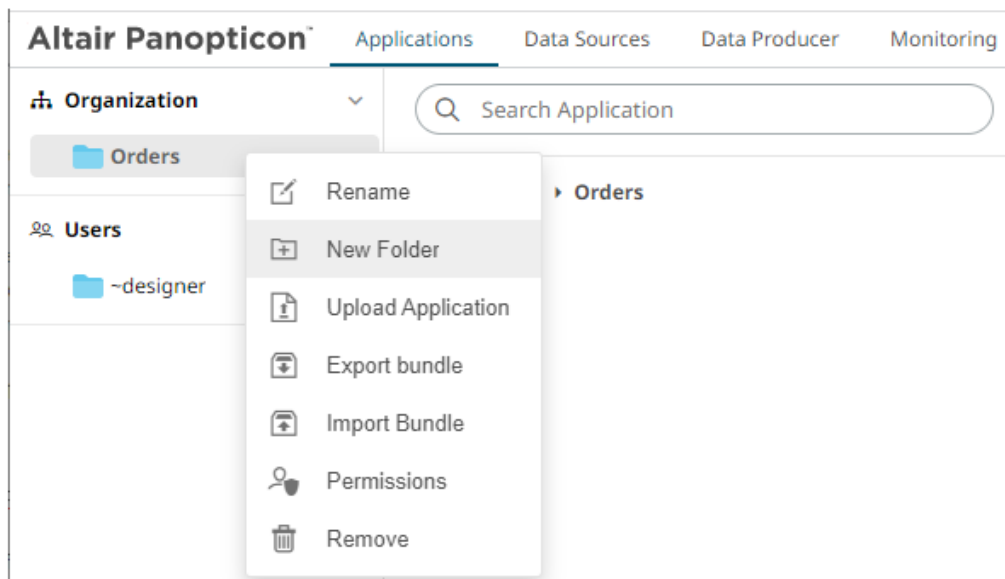 Altair Panopticon™ Applications Data Sources Data Producer Monitoring
Organization
Search Application
Orders
Orders
Rename
New Folder
Upload Application
Export bundle
Import Bundle
Permissions
Remove
Users
~designer